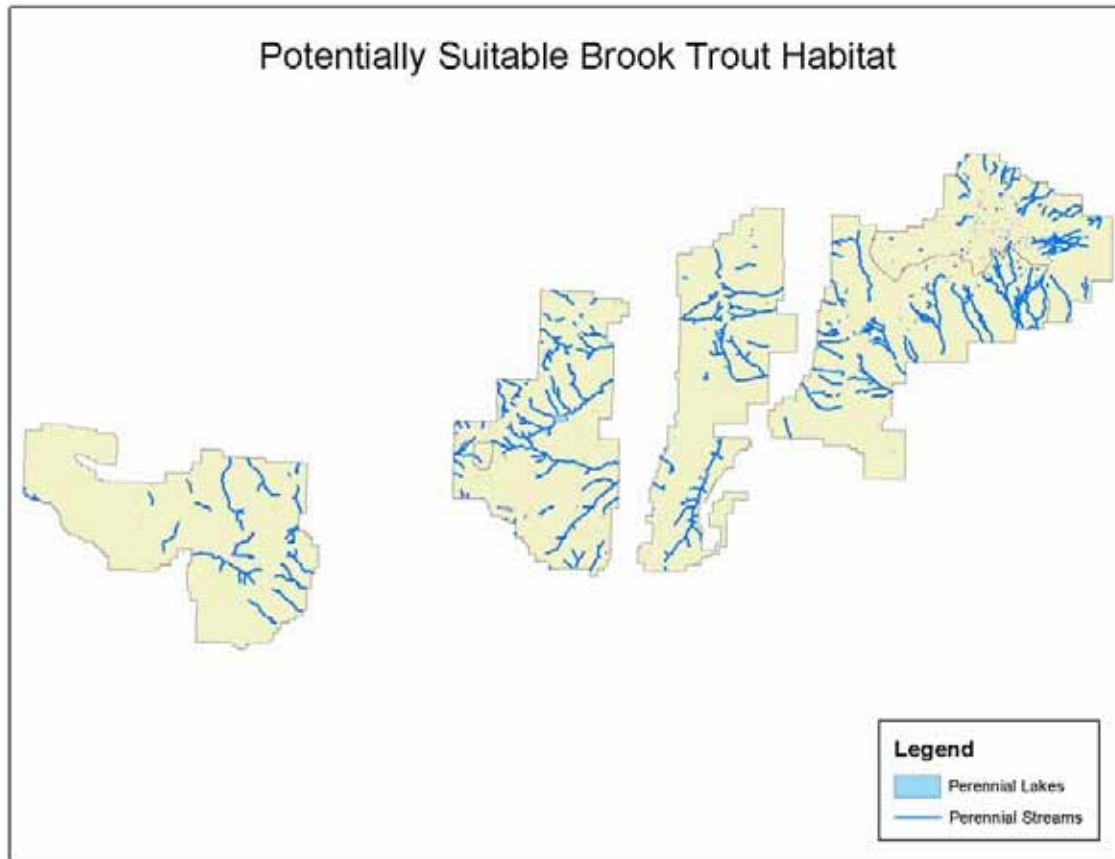 Potentially Suitable Brook Trout Habitat
Legend
Perennial Lakes
Perennial Streams